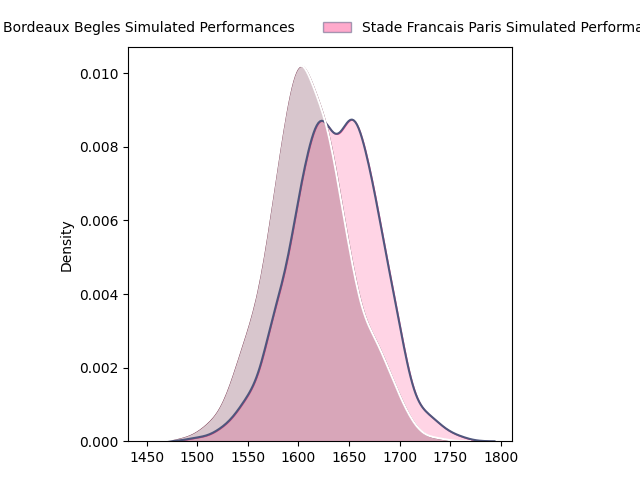 Bordeaux Begles Simulated Performances
Stade Francais Paris Simulated Performa
0.010
0.008
0.006
0.004
0.002
0.000
Density
1450 1500 1550 1600 1650 1700 1750 1800